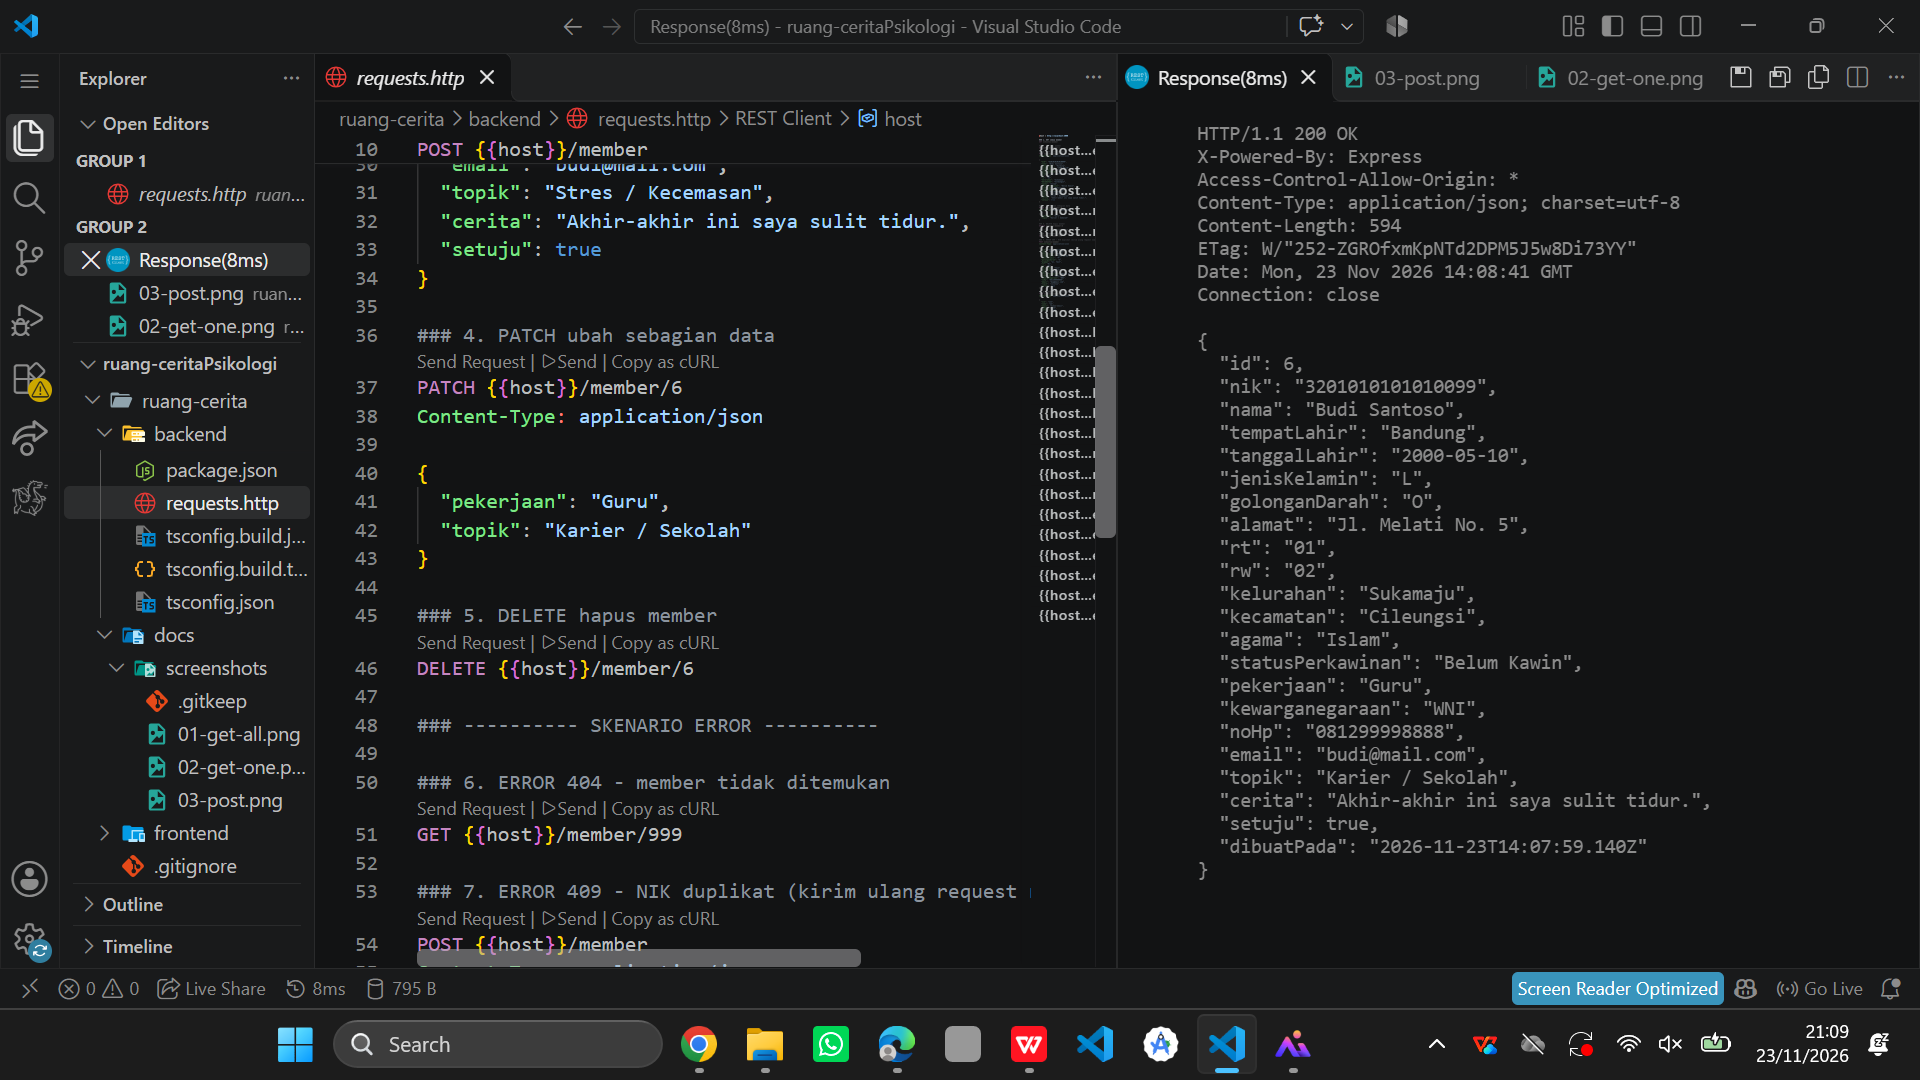 Response(8ms) - ruang-ceritaPsikologi - Visual Studio Code
Explorer
Open Editors
GROUP 1
requests.http ruan...
GROUP 2
Response(8ms)
03-post.png ruan...
02-get-one.png r...
ruang-ceritaPsikologi
ruang-cerita
backend
package.json
requests.http
tsconfig.build.j...
tsconfig.build.t...
tsconfig.json
docs
screenshots
.gitkeep
01-get-all.png
02-get-one.p...
03-post.png
frontend
.gitignore
Outline
Timeline
requests.http
ruang-cerita > backend > requests.http > REST Client > host
10 POST {{host}}/member
30 "email": "budi@mail.com",
31 "topik": "Stres / Kecemasan",
32 "cerita": "Akhir-akhir ini saya sulit tidur.",
33 "setuju": true
34 }
35
36 ### 4. PATCH ubah sebagian data
Send Request | Send | Copy as cURL
37 PATCH {{host}}/member/6
38 Content-Type: application/json
39
40 {
41 "pekerjaan": "Guru",
42 "topik": "Karier / Sekolah"
43 }
44
45 ### 5. DELETE hapus member
Send Request | Send | Copy as cURL
46 DELETE {{host}}/member/6
47
48 ### ---------- SKENARIO ERROR ----------
49
50 ### 6. ERROR 404 - member tidak ditemukan
Send Request | Send | Copy as cURL
51 GET {{host}}/member/999
52
53 ### 7. ERROR 409 - NIK duplikat (kirim ulang request
Send Request | Send | Copy as cURL
54 POST {{host}}/member
Response(8ms)
03-post.png
02-get-one.png
HTTP/1.1 200 OK
X-Powered-By: Express
Access-Control-Allow-Origin: *
Content-Type: application/json; charset=utf-8
Content-Length: 594
ETag: W/"252-ZGROfxmKpNTd2DPM5J5w8Di73YY"
Date: Mon, 23 Nov 2026 14:08:41 GMT
Connection: close
{
"id": 6,
"nik": "3201010101010099",
"nama": "Budi Santoso",
"tempatLahir": "Bandung",
"tanggalLahir": "2000-05-10",
"jenisKelamin": "L",
"golonganDarah": "O",
"alamat": "Jl. Melati No. 5",
"rt": "01",
"rw": "02",
"kelurahan": "Sukamaju",
"kecamatan": "Cileungsi",
"agama": "Islam",
"statusPerkawinan": "Belum Kawin",
"pekerjaan": "Guru",
"kewarganegaraan": "WNI",
"noHp": "081299998888",
"email": "budi@mail.com",
"topik": "Karier / Sekolah",
"cerita": "Akhir-akhir ini saya sulit tidur.",
"setuju": true,
"dibuatPada": "2026-11-23T14:07:59.140Z"
}
0 0 Live Share 8ms 795 B
Screen Reader Optimized
Go Live
Search
21:09
23/11/2026